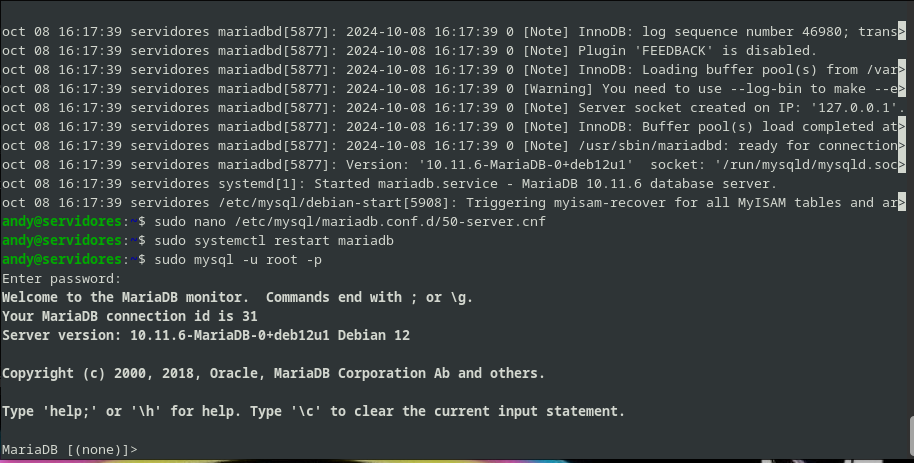 oct 08 16:17:39 servidores mariadbd[5877]: 2024-10-08 16:17:39 0 [Note] InnoDB: log sequence number 46980; trans>
oct 08 16:17:39 servidores mariadbd[5877]: 2024-10-08 16:17:39 0 [Note] Plugin 'FEEDBACK' is disabled.
oct 08 16:17:39 servidores mariadbd[5877]: 2024-10-08 16:17:39 0 [Note] InnoDB: Loading buffer pool(s) from /var>
oct 08 16:17:39 servidores mariadbd[5877]: 2024-10-08 16:17:39 0 [Warning] You need to use --log-bin to make --e>
oct 08 16:17:39 servidores mariadbd[5877]: 2024-10-08 16:17:39 0 [Note] Server socket created on IP: '127.0.0.1'.
oct 08 16:17:39 servidores mariadbd[5877]: 2024-10-08 16:17:39 0 [Note] InnoDB: Buffer pool(s) load completed at>
oct 08 16:17:39 servidores mariadbd[5877]: 2024-10-08 16:17:39 0 [Note] /usr/sbin/mariadbd: ready for connection>
oct 08 16:17:39 servidores mariadbd[5877]: Version: '10.11.6-MariaDB-0+deb12u1'  socket: '/run/mysqld/mysqld.soc>
oct 08 16:17:39 servidores systemd[1]: Started mariadb.service - MariaDB 10.11.6 database server.
oct 08 16:17:39 servidores /etc/mysql/debian-start[5908]: Triggering myisam-recover for all MyISAM tables and ar>
andy@servidores:~$ sudo nano /etc/mysql/mariadb.conf.d/50-server.cnf
andy@servidores:~$ sudo systemctl restart mariadb
andy@servidores:~$ sudo mysql -u root -p
Enter password:
Welcome to the MariaDB monitor.  Commands end with ; or \g.
Your MariaDB connection id is 31
Server version: 10.11.6-MariaDB-0+deb12u1 Debian 12
Copyright (c) 2000, 2018, Oracle, MariaDB Corporation Ab and others.
Type 'help;' or '\h' for help. Type '\c' to clear the current input statement.
MariaDB [(none)]>